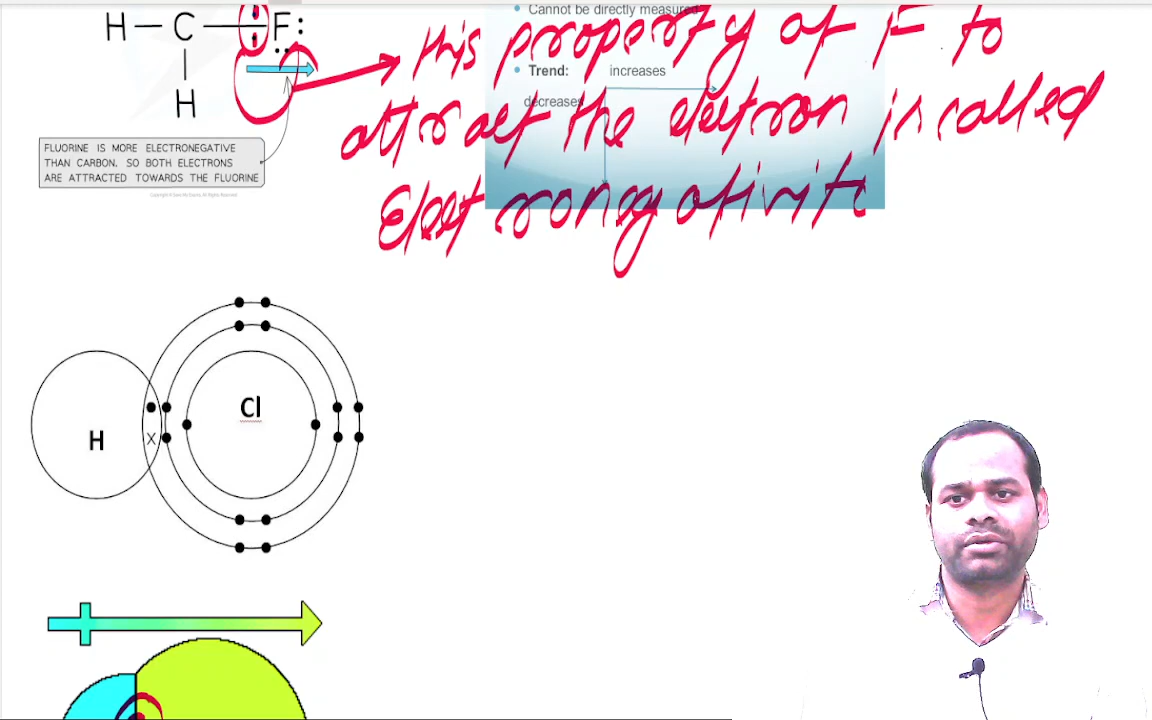 Cannot be directly measured
H — C — F
this property of F to
Trend: increases
decreases
attract the electron is called
H
FLUORINE IS MORE ELECTRONEGATIVE
THAN CARBON. SO BOTH ELECTRONS
ARE ATTRACTED TOWARDS THE FLUORINE
Electronegativity
Cl
H
x